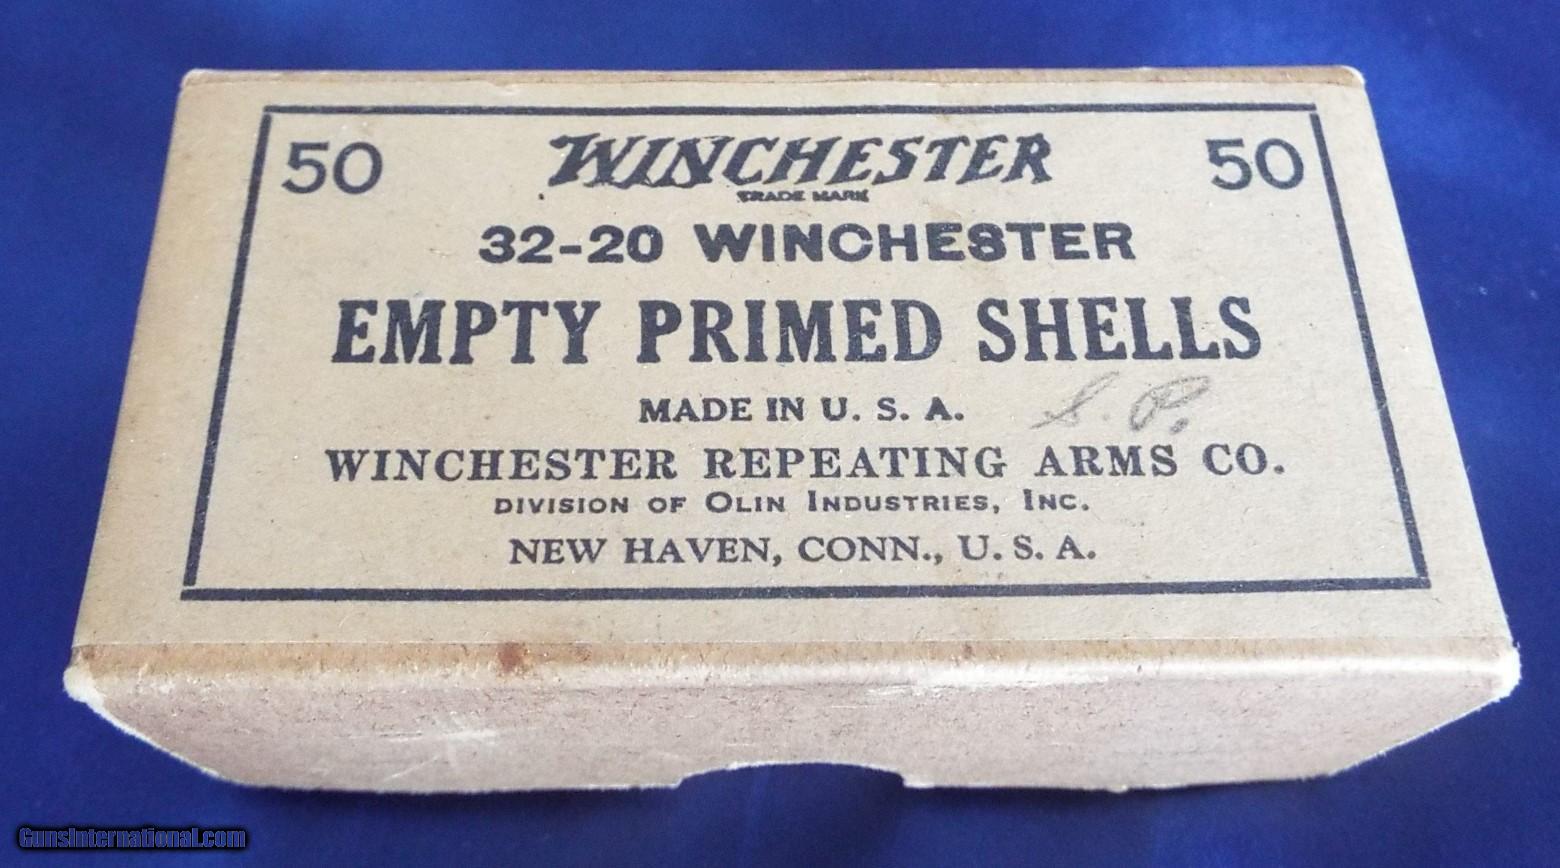 50 WINCHESTER 50
TRADE MARK
32-20 WINCHESTER
EMPTY PRIMED SHELLS
MADE IN U. S. A. S. P.
WINCHESTER REPEATING ARMS CO.
DIVISION OF OLIN INDUSTRIES, INC.
NEW HAVEN, CONN., U. S. A.
GunsInternational.com